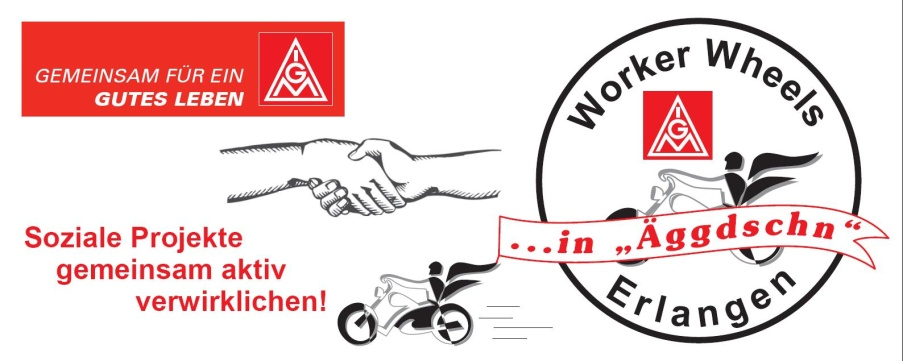 GEMEINSAM FÜR EIN
GUTES LEBEN
IGM
Soziale Projekte
gemeinsam aktiv
verwirklichen!
Worker Wheels
IGM
...in „Äggdschn“
Erlangen